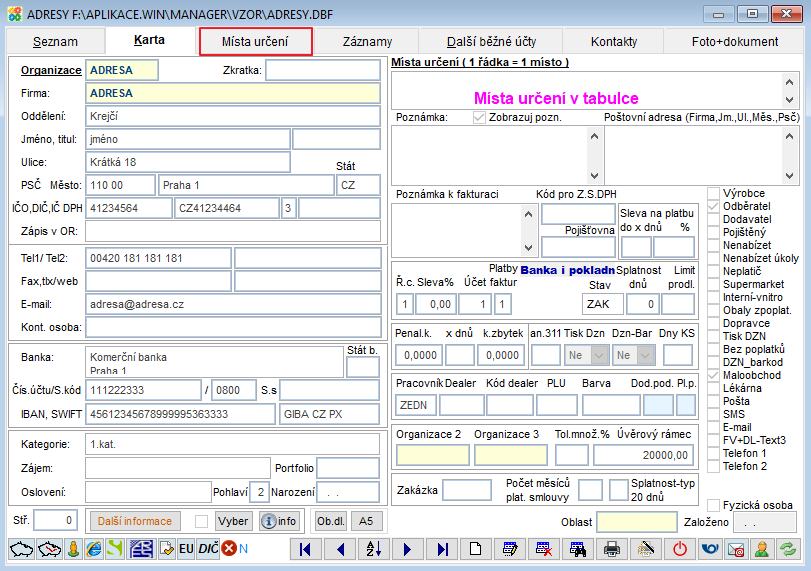 ADRESY F:\APLIKACE.WIN\MANAGER\VZOR\ADRESY.DBF
Seznam Karta Místa určení Záznamy Další běžné účty Kontakty Foto+dokument
Organizace ADRESA Zkratka:
Firma: ADRESA
Oddělení: Krejčí
Jméno, titul: jméno
Ulice: Krátká 18
Stát
PSČ Město: 110 00 Praha 1 CZ
IČO,DIČ,IČ DPH 41234564 CZ41234464 3
Zápis v OR:
Tel1/ Tel2: 00420 181 181 181
Fax,tlx/web
E-mail: adresa@adresa.cz
Kont. osoba:
Banka: Komerční banka Stát b.
Praha 1
Čís.účtu/S.kód 111222333 / 0800 S.s
IBAN, SWIFT 45612345678999995363333 GIBA CZ PX
Kategorie: 1.kat.
Zájem: Portfolio
Oslovení: Pohlaví 2 Narození . .
Stř. 0 Další informace Vyber info Ob.dl. A5
Místa určení ( 1 řádka = 1 místo )
Místa určení v tabulce
Poznámka: Zobrazuj pozn. Poštovní adresa (Firma,Jm.,Ul.,Měs.,Psč)
Poznámka k fakturaci Kód pro Z.S.DPH
Pojišťovna
Sleva na platbu
do x dnů %
Platby Banka i pokladn Splatnost Limit
Ř.c. Sleva% Účet faktur Stav dnů prodl.
1 0,00 1 1 ZAK 0
Penal.k. x dnů k.zbytek an.311 Tisk Dzn Dzn-Bar Dny KS
0,0000 0,0000 Ne Ne
Pracovník Dealer Kód dealer PLU Barva Dod.pod. Pl.p.
ZEDN
Organizace 2 Organizace 3 Tol.množ.% Úvěrový rámec
20000,00
Zakázka Počet měsíců
plat. smlouvy
Splatnost-typ
20 dnů
Oblast Založeno . .
Výrobce
Odběratel
Dodavatel
Pojištěný
Nenabízet
Nenabízet úkoly
Neplatič
Supermarket
Interní-vnitro
Obaly zpoplat.
Dopravce
Tisk DZN
Bez poplatků
DZN_barkod
Maloobchod
Lékárna
Pošta
SMS
E-mail
FV+DL-Text3
Telefon 1
Telefon 2
Fyzická osoba
EU DIČ N